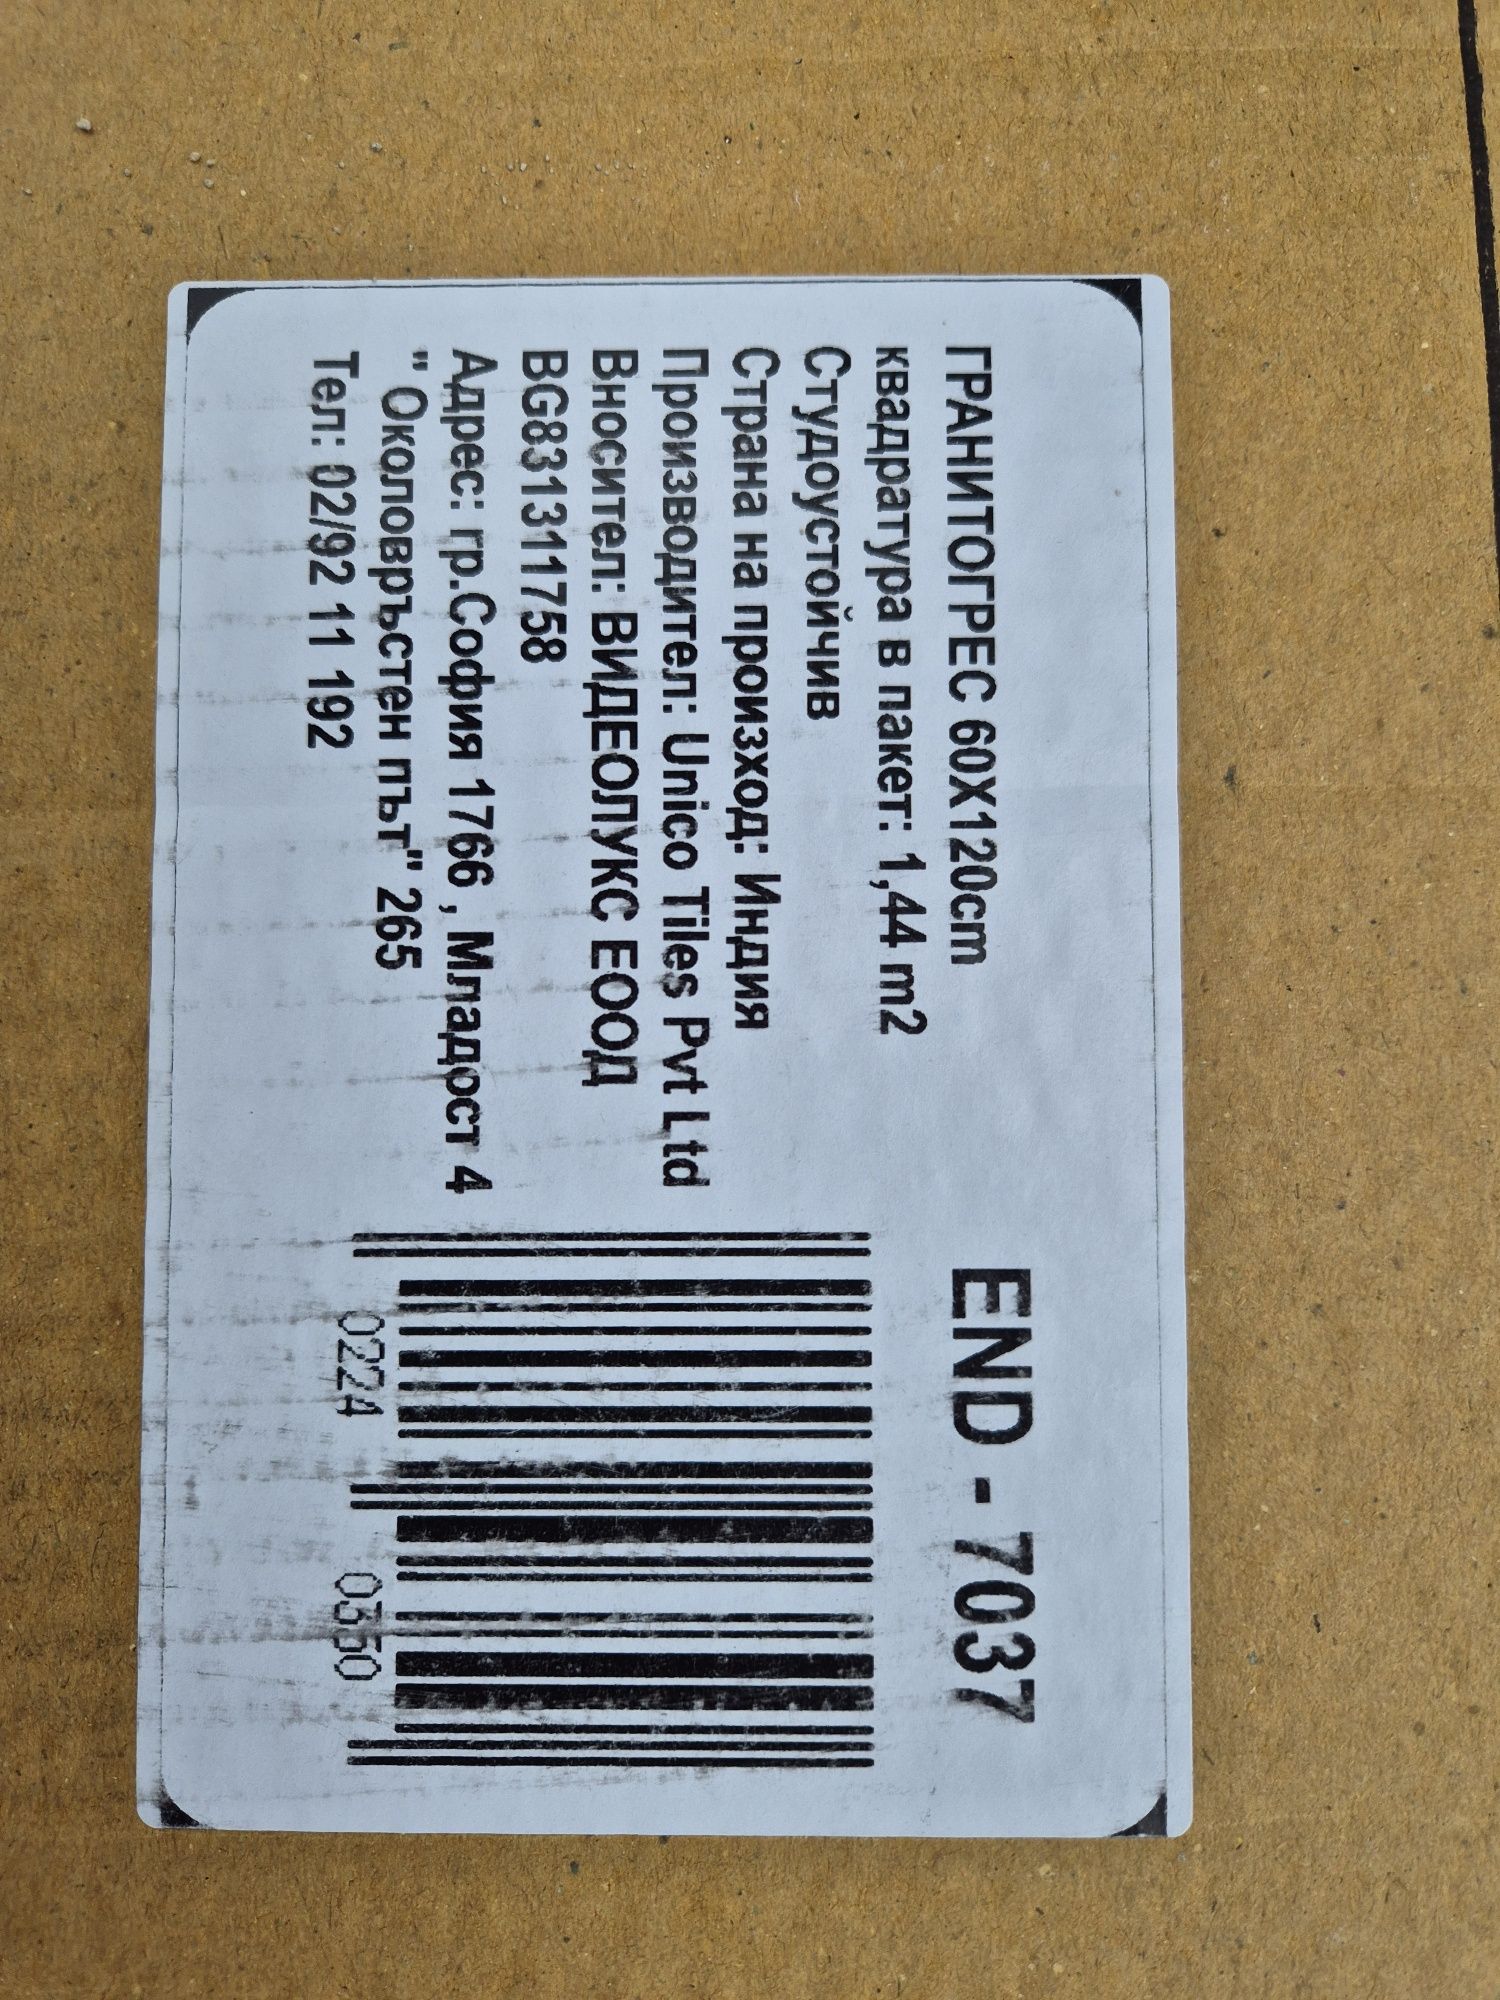 ГРАНИТОГРЕС 60X120cm
END - 7037
квадратура в пакет: 1,44 m2
Студоустойчив
Страна на произход: Индия
Производител: Unico Tiles Pvt Ltd
Вносител: ВИДЕОЛУКС ЕООД
BG831311758
Адрес: гр.София 1766 , Младост 4
" Околовръстен път" 265
Тел: 02/92 11 192
0224 0350